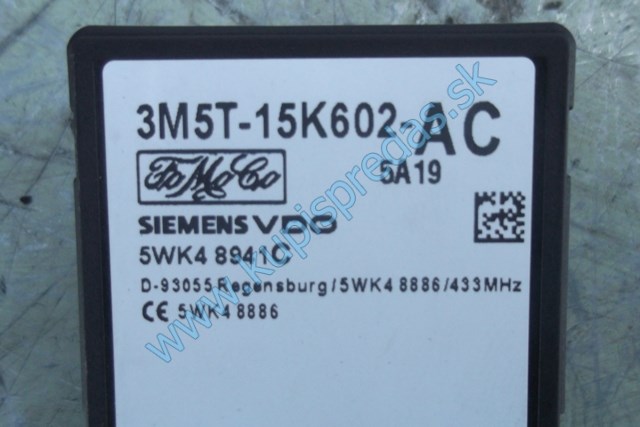 3M5T-15K602-AC
FoMoCo 5A19
SIEMENS VDO
5WK4 8941C
D-93055 Regensburg/5WK4 8886/433MHz
CE 5WK4 8886
www.kupispredas.sk